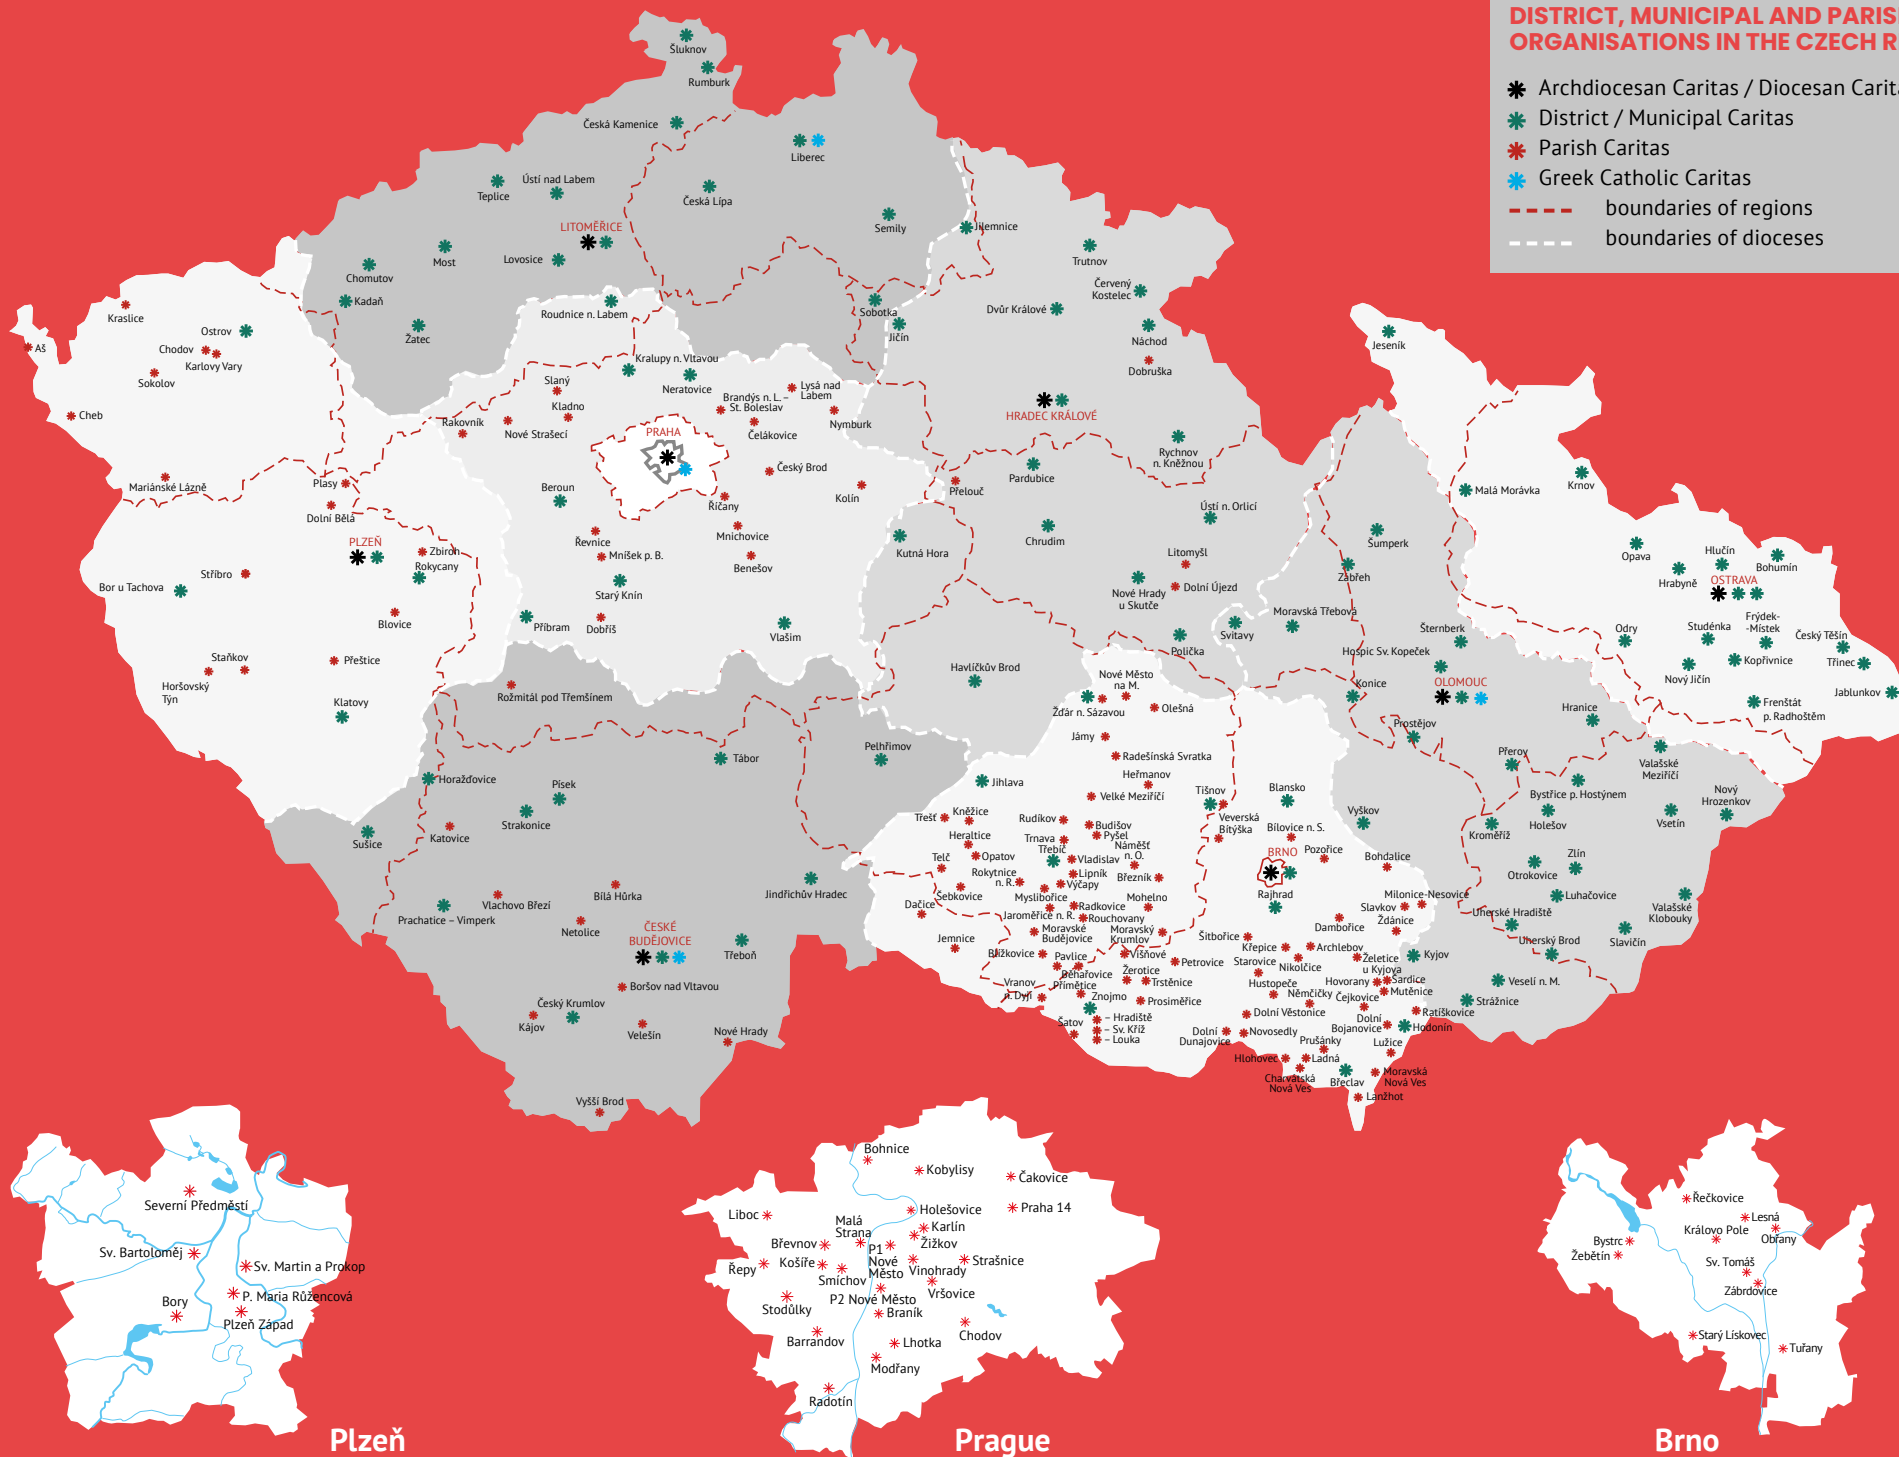 DISTRICT, MUNICIPAL AND PARIS
ORGANISATIONS IN THE CZECH R
Archdiocesan Caritas / Diocesan Carita
District / Municipal Caritas
Parish Caritas
Greek Catholic Caritas
boundaries of regions
boundaries of dioceses
Šluknov
Rumburk
Česká Kamenice
Liberec
Teplice
Ústí nad Labem
Česká Lípa
LITOMĚŘICE
Semily
Jilemnice
Most
Lovosice
Chomutov
Kadaň
Trutnov
Červený
Kostelec
Roudnice n. Labem
Sobotka
Dvůr Králové
Jičín
Žatec
Náchod
Dobruška
Kraslice
Ostrov
Aš
Chodov
Karlovy Vary
Sokolov
Cheb
Mariánské Lázně
Kralupy n. Vltavou
Neratovice
Slaný
Kladno
Rakovník
Nové Strašecí
Brandýs n. L. –
St. Boleslav
Lysá nad
Labem
Čelákovice
Nymburk
PRAHA
Český Brod
Kolín
HRADEC KRÁLOVÉ
Rychnov
n. Kněžnou
Jeseník
Krnov
Malá Morávka
Plasy
Dolní Bělá
Beroun
Říčany
Mnichovice
Řevnice
Mníšek p. B.
Benešov
Přelouč
Pardubice
Chrudim
Ústí n. Orlicí
Kutná Hora
Litomyšl
Dolní Újezd
Nové Hrady
u Skutče
Šumperk
Zábřeh
Opava
Hlučín
Hrabyně
Bohumín
OSTRAVA
PLZEŇ
Zbiroh
Rokycany
Stříbro
Bor u Tachova
Blovice
Staňkov
Horšovský
Týn
Přeštice
Klatovy
Starý Knín
Příbram
Dobříš
Vlašim
Polička
Svitavy
Moravská Třebová
Šternberk
Hospic Sv. Kopeček
OLOMOUC
Konice
Prostějov
Odry
Studénka
Frýdek-
-Místek
Český Těšín
Třinec
Kopřivnice
Nový Jičín
Jablunkov
Frenštát
p. Radhoštěm
Hranice
Rožmitál pod Třemšínem
Havlíčkův Brod
Nové Město
na M.
Žďár n. Sázavou
Olešná
Jámy
Radešínská Svratka
Heřmanov
Velké Meziříčí
Přerov
Valašské
Meziříčí
Bystřice p. Hostýnem
Nový
Hrozenkov
Holešov
Vsetín
Kroměříž
Tábor
Pelhřimov
Jihlava
Horažďovice
Písek
Strakonice
Katovice
Sušice
Tišnov
Veverská
Bítýška
Blansko
Bílovice n. S.
Vyškov
BRNO
Pozořice
Bohdalice
Rajhrad
Třešť
Kněžice
Rudíkov
Budišov
Pyšel
Heraltice
Trnava
Třebíč
Náměšť
n. O.
Telč
Opatov
Vladislav
Rokytnice
n. R.
Lipník
Výčapy
Březník
Šebkovice
Myslibořice
Mohelno
Dačice
Jaroměřice n. R.
Radkovice
Rouchovany
Jemnice
Moravské
Budějovice
Moravský
Krumlov
Blížkovice
Pavlice
Višňové
Petrovice
Běhařovice
Přímětice
Žerotice
Trstěnice
Vranov
n. Dyjí
Znojmo
Prosiměřice
Šatov
– Hradiště
– Sv. Kříž
– Louka
Otrokovice
Zlín
Luhačovice
Valašské
Klobouky
Milonice-Nesovice
Slavkov
Ždánice
Uherské Hradiště
Slavičín
Uherský Brod
Dambořice
Šitbořice
Křepice
Archlebov
Kyjov
Starovice
Nikolčice
Želetice
u Kyjova
Hustopeče
Hovorany
Šardice
Mutěnice
Veselí n. M.
Strážnice
Němčičky
Čejkovice
Ratíškovice
Dolní Věstonice
Dolní
Bojanovice
Hodonín
Dolní
Dunajovice
Novosedly
Prušánky
Lužice
Hlohovec
Ladná
Charvátská
Nová Ves
Břeclav
Moravská
Nová Ves
Lanžhot
Jindřichův Hradec
Bílá Hůrka
Vlachovo Březí
Prachatice – Vimperk
Netolice
ČESKÉ
BUDĚJOVICE
Třeboň
Boršov nad Vltavou
Český Krumlov
Kájov
Velešín
Nové Hrady
Vyšší Brod
Severní Předměstí
Sv. Bartoloměj
Sv. Martin a Prokop
P. Maria Růžencová
Bory
Plzeň Západ
Plzeň
Bohnice
Kobylisy
Čakovice
Liboc
Holešovice
Praha 14
Malá
Strana
Karlín
Břevnov
Žižkov
P1
Nové
Město
Řepy
Košíře
Strašnice
Smíchov
Vinohrady
Vršovice
Stodůlky
P2 Nové Město
Braník
Barrandov
Chodov
Lhotka
Modřany
Radotín
Prague
Řečkovice
Lesná
Královo Pole
Obřany
Bystrc
Žebětín
Sv. Tomáš
Zábrdovice
Starý Lískovec
Tuřany
Brno